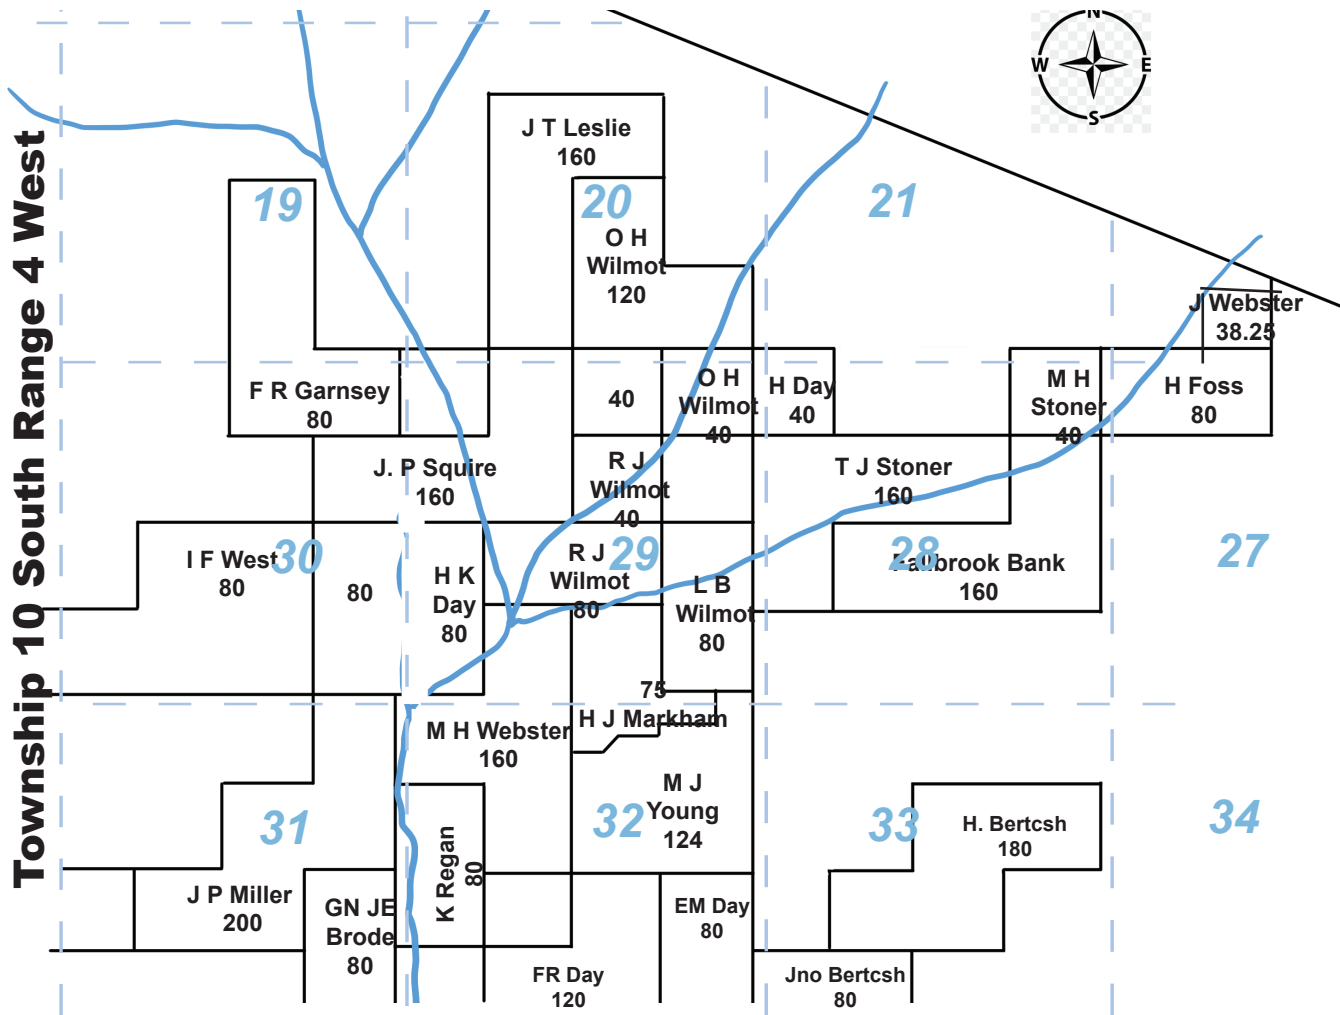 N
W
E
S
Township 10 South Range 4 West
J T Leslie
160
19
20
21
O H
Wilmot
120
J Webster
38.25
F R Garnsey
80
40
O H
Wilmot
40
H Day
40
M H
Stoner
40
H Foss
80
J. P Squire
160
R J
Wilmot
40
T J Stoner
160
I F West
80
30
80
H K
Day
80
R J
Wilmot
80
29
L B
Wilmot
80
28
Fallbrook Bank
160
27
75
H J Markham
M H Webster
160
M J
Young
124
31
32
33
34
H. Bertcsh
180
K Regan
80
J P Miller
200
GN JE
Brode
80
EM Day
80
FR Day
120
Jno Bertcsh
80